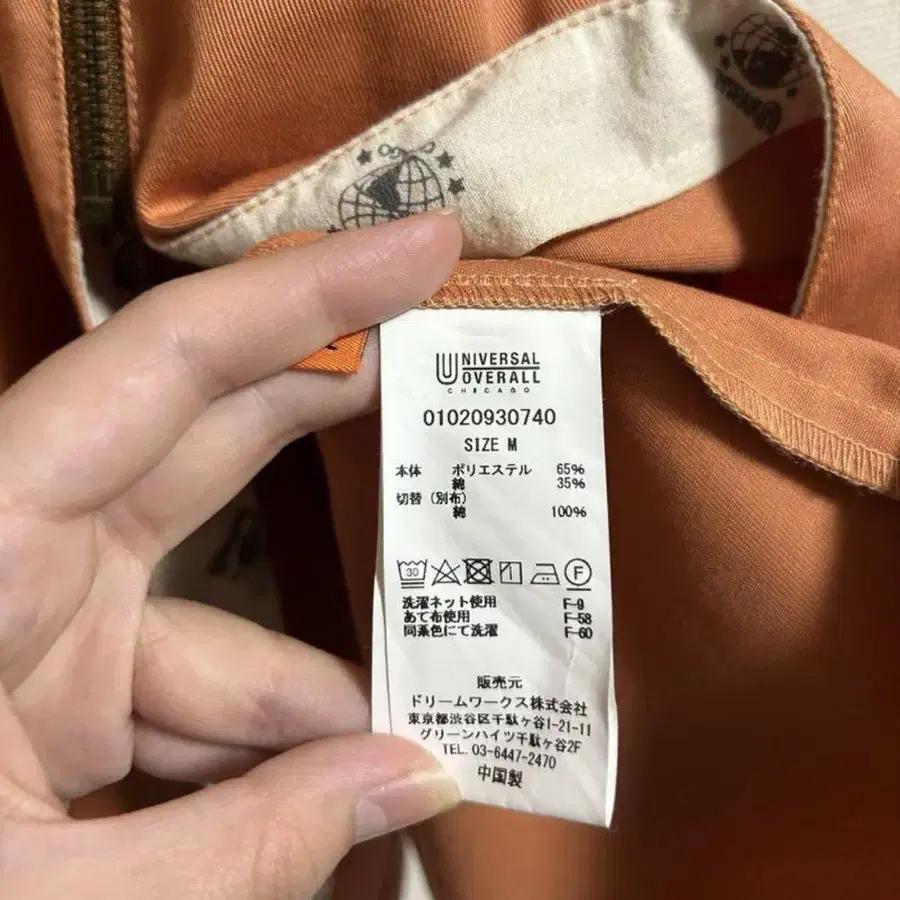 UNIVERSAL
OVERALL
CHICAGO
01020930740
SIZE M
本体 ポリエステル 65%
綿 35%
切替(別布)
綿 100%
30
F
洗濯ネット使用 F-9
あて布使用 F-58
同系色にて洗濯 F-60
販売元
ドリームワークス株式会社
東京都渋谷区千駄ヶ谷1-21-11
グリーンハイツ千駄ヶ谷2F
TEL. 03-6447-2470
中国製